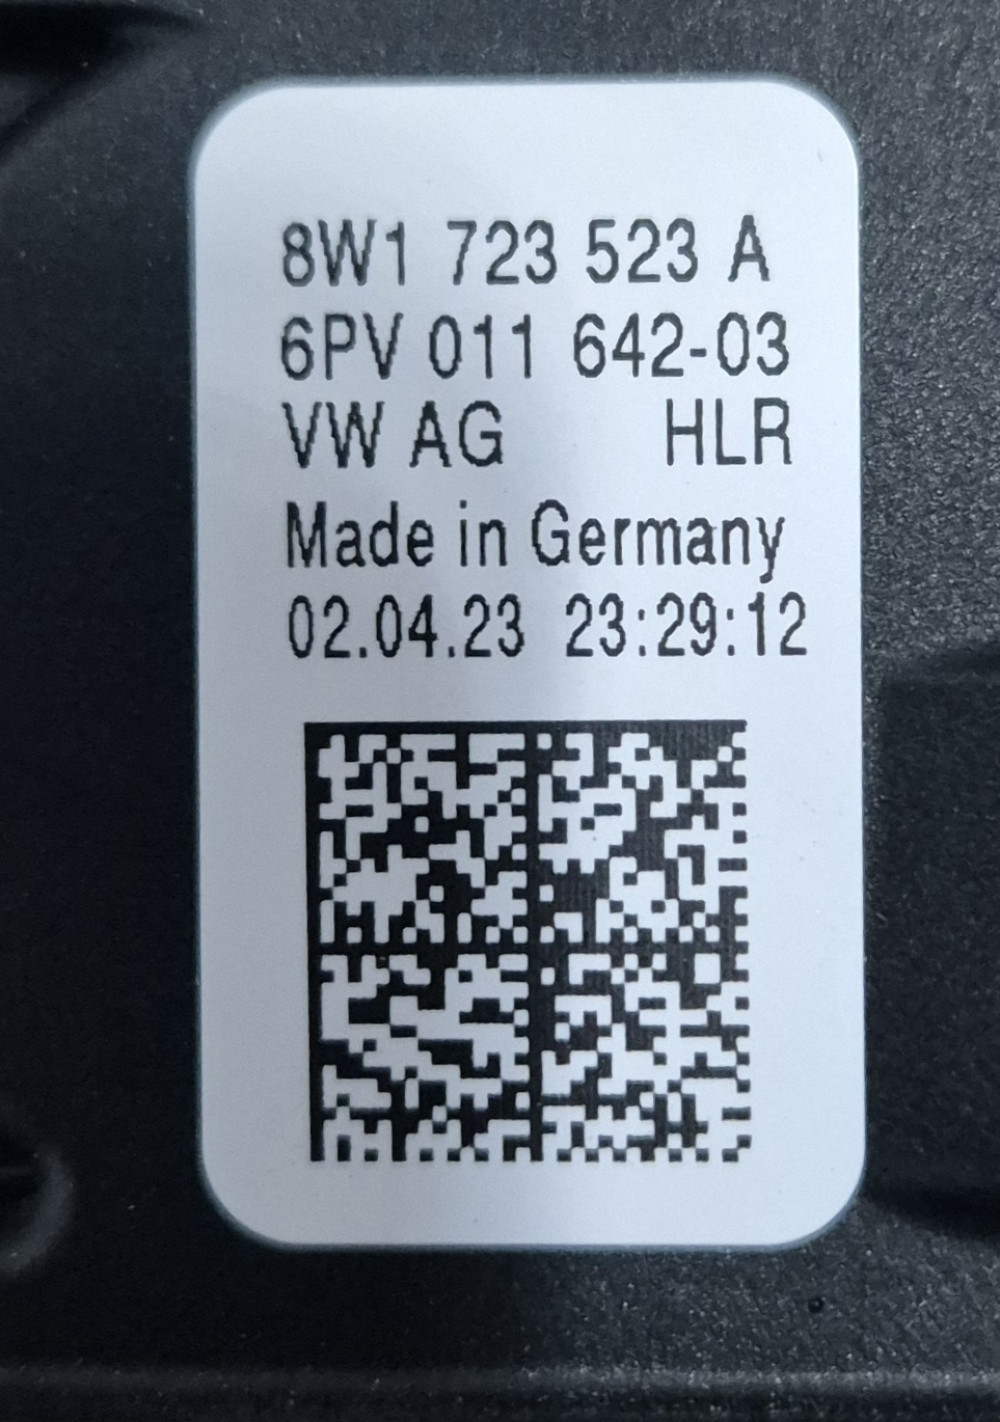 8W1 723 523 A
6PV 011 642-03
VW AG HLR
Made in Germany
02.04.23 23:29:12